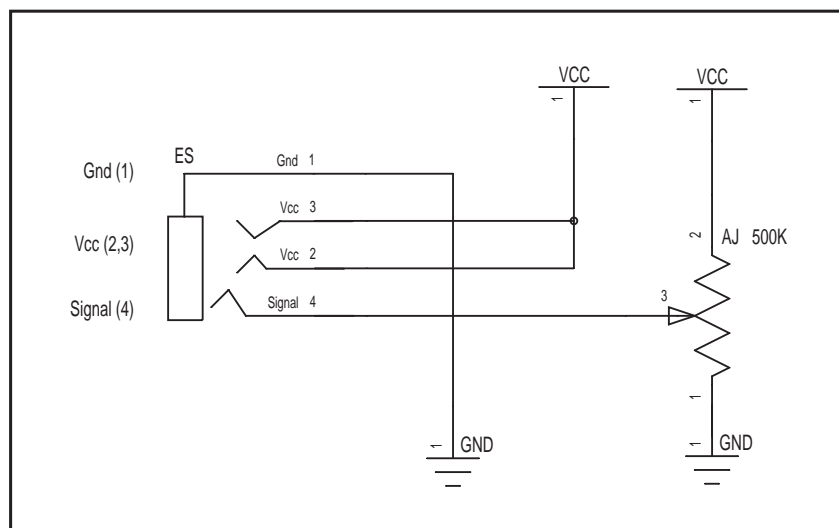 VCC
VCC
1
1
ES
Gnd 1
Gnd (1)
Vcc 3
Vcc (2,3)
2
AJ 500K
Vcc 2
Signal (4)
Signal 4
3
1
1
GND
1
GND